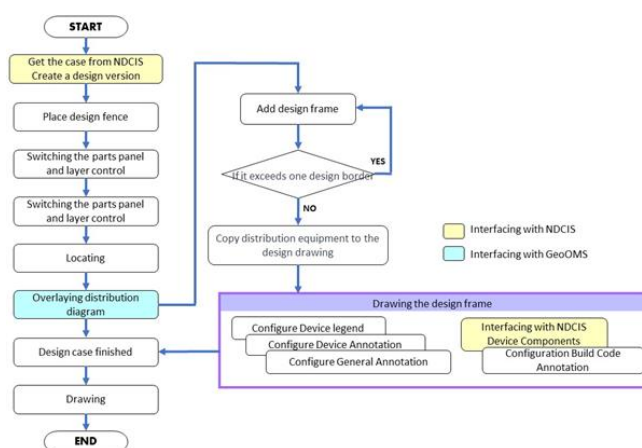 START
Get the case from NDCIS
Create a design version
Place design fence
Switching the parts panel
and layer control
Switching the parts panel
and layer control
Locating
Overlaying distribution
diagram
Design case finished
Drawing
END
Add design frame
YES
If it exceeds one design border
NO
Copy distribution equipment to the
design drawing
Interfacing with NDCIS
Interfacing with GeoOMS
Drawing the design frame
Configure Device legend
Configure Device Annotation
Configure General Annotation
Interfacing with NDCIS
Device Components
Configuration Build Code
Annotation